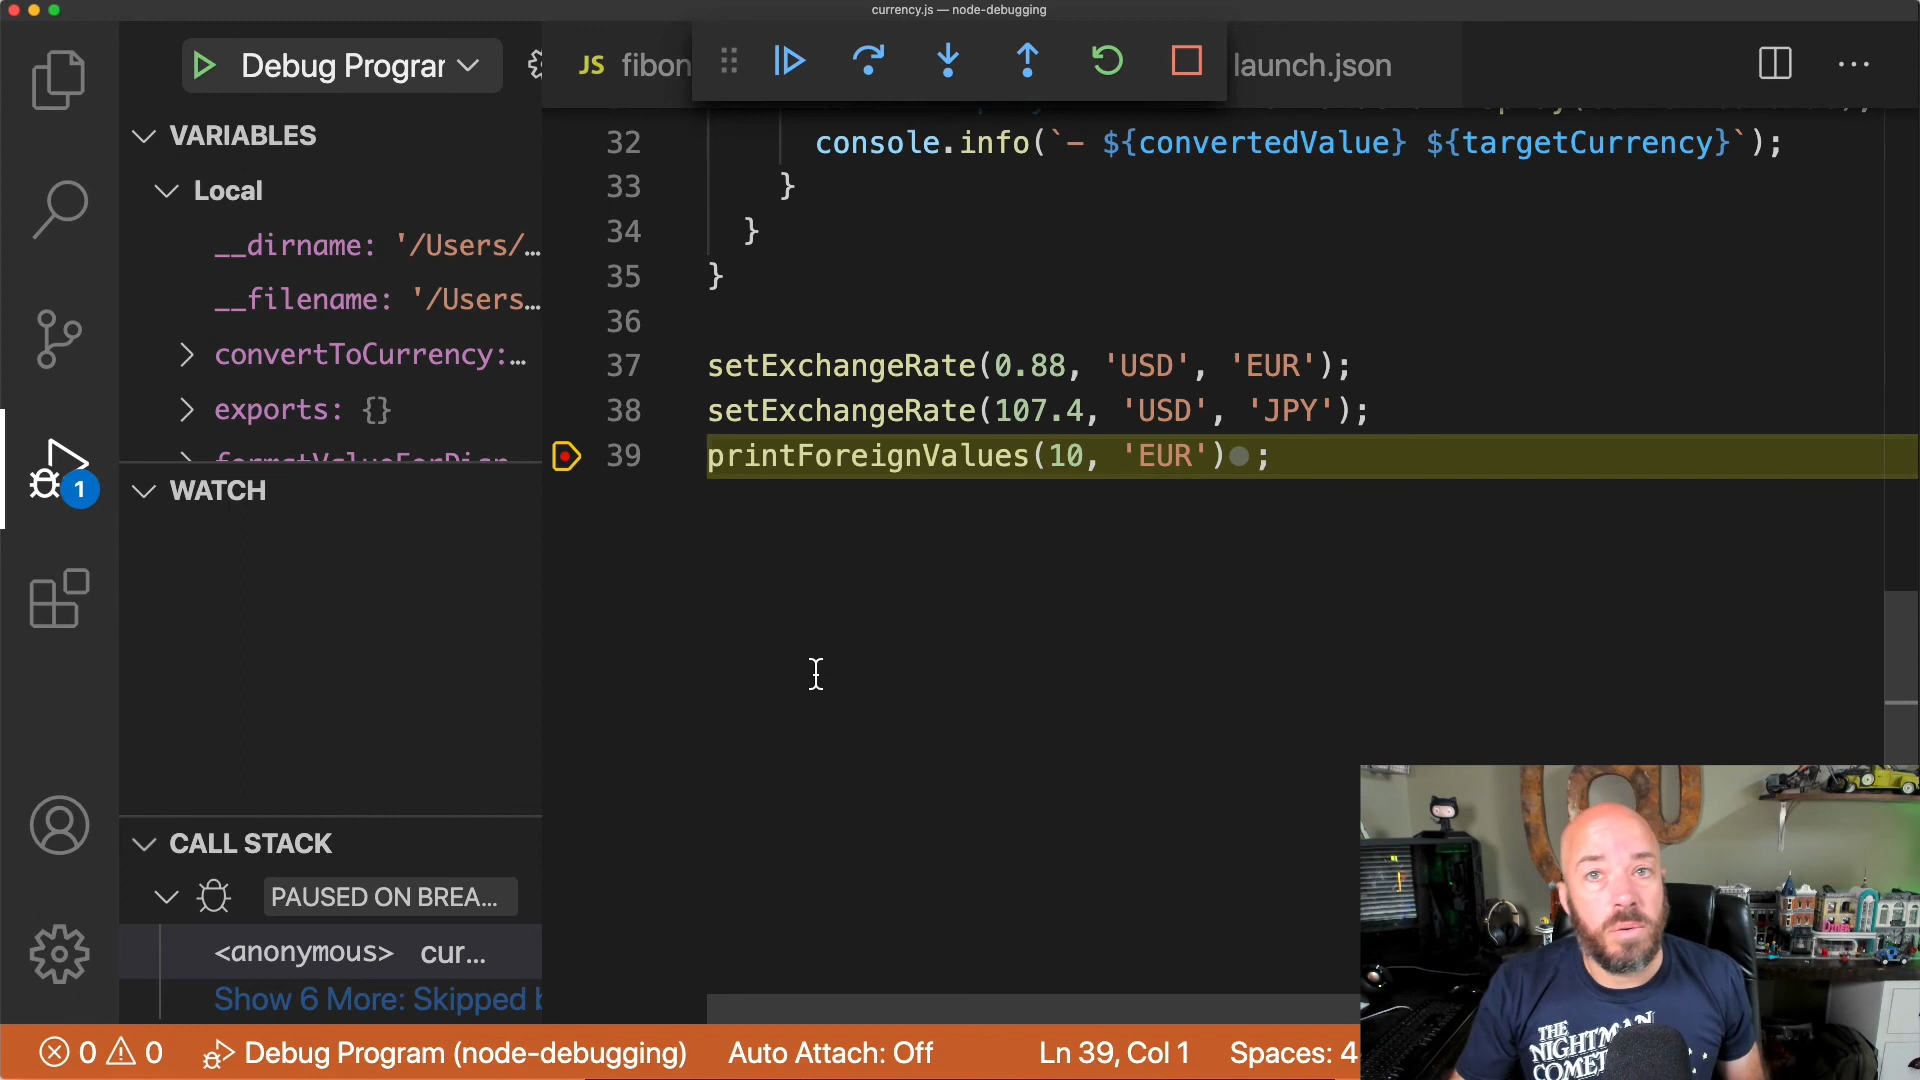 currency.js — node-debugging
Debug Prograr
JS fibon
launch.json
VARIABLES
Local
__dirname: '/Users/…
__filename: '/Users…
convertToCurrency:…
exports: {}
WATCH
1
CALL STACK
PAUSED ON BREA…
<anonymous> cur…
Show 6 More: Skipped b
32 console.info(`– ${convertedValue} ${targetCurrency}`);
33 }
34 }
35 }
36
37 setExchangeRate(0.88, 'USD', 'EUR');
38 setExchangeRate(107.4, 'USD', 'JPY');
39 printForeignValues(10, 'EUR') ;
0 0 Debug Program (node-debugging) Auto Attach: Off Ln 39, Col 1 Spaces: 4
THE
NIGHTMAN
COMET